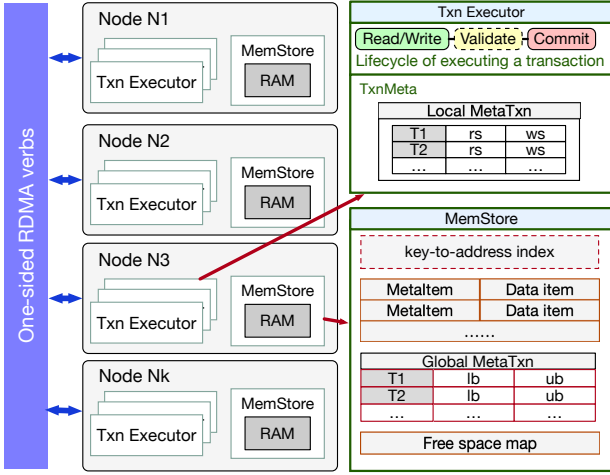 One-sided RDMA verbs
Node N1
Txn Executor
MemStore
RAM
Node N2
Txn Executor
MemStore
RAM
Node N3
Txn Executor
MemStore
RAM
Node Nk
Txn Executor
MemStore
RAM
Txn Executor
Read/Write Validate Commit
Lifecycle of executing a transaction
TxnMeta
Local MetaTxn
T1 rs ws
T2 rs ws
... ... ...
MemStore
key-to-address index
MetaItem Data item
MetaItem Data item
......
Global MetaTxn
T1 lb ub
T2 lb ub
... ... ...
Free space map